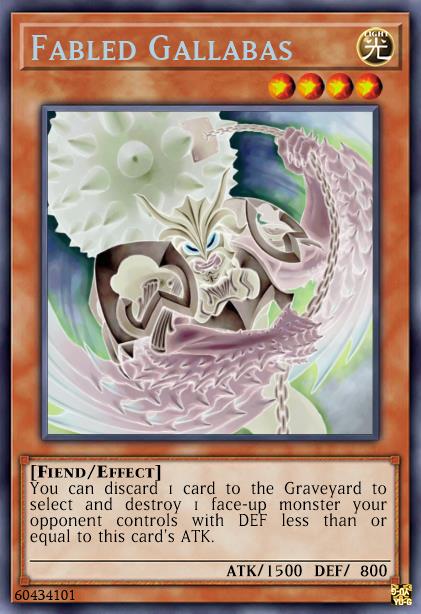 Fabled Gallabas
LIGHT
光
[Fiend/Effect]
You can discard 1 card to the Graveyard to
select and destroy 1 face-up monster your
opponent controls with DEF less than or
equal to this card's ATK.
ATK/1500 DEF/ 800
60434101